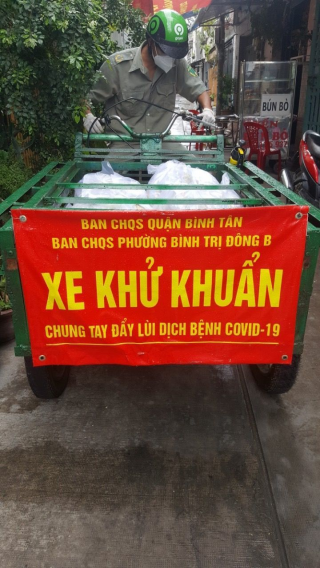 BÚN BÒ
BÒ
BAN CHQS QUẬN BÌNH TÂN
BAN CHQS PHƯỜNG BÌNH TRỊ ĐÔNG B
XE KHỬ KHUẨN
CHUNG TAY ĐẨY LÙI DỊCH BỆNH COVID-19